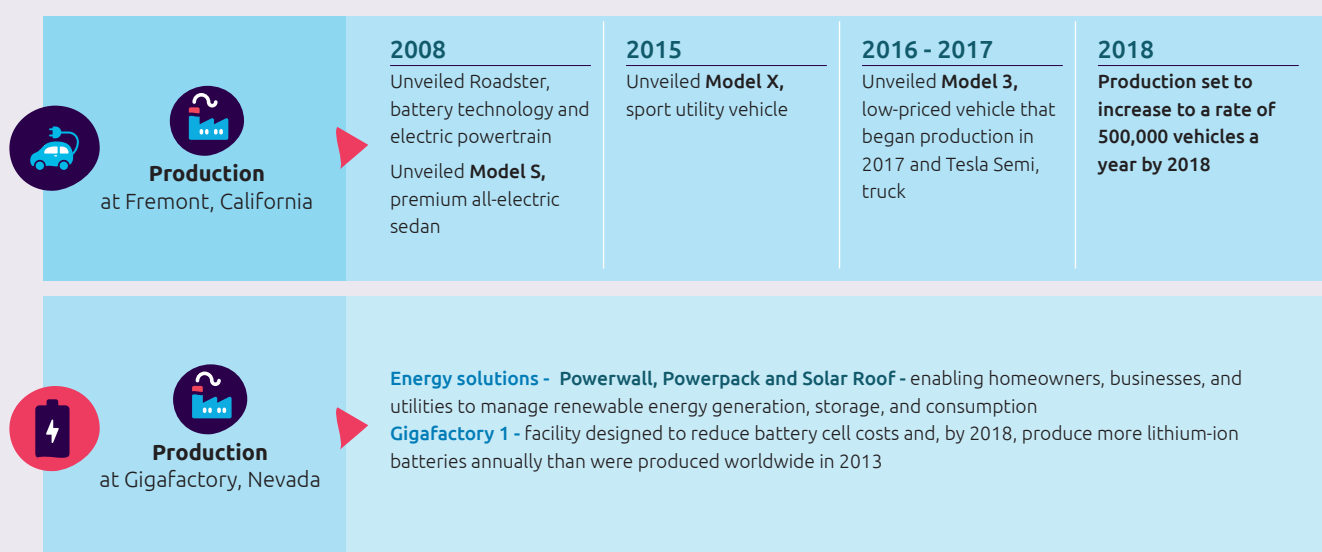 Production
at Fremont, California
2008
Unveiled Roadster,
battery technology and
electric powertrain
Unveiled Model S,
premium all-electric
sedan
2015
Unveiled Model X,
sport utility vehicle
2016 - 2017
Unveiled Model 3,
low-priced vehicle that
began production in
2017 and Tesla Semi,
truck
2018
Production set to
increase to a rate of
500,000 vehicles a
year by 2018
Production
at Gigafactory, Nevada
Energy solutions - Powerwall, Powerpack and Solar Roof - enabling homeowners, businesses, and
utilities to manage renewable energy generation, storage, and consumption
Gigafactory 1 - facility designed to reduce battery cell costs and, by 2018, produce more lithium-ion
batteries annually than were produced worldwide in 2013